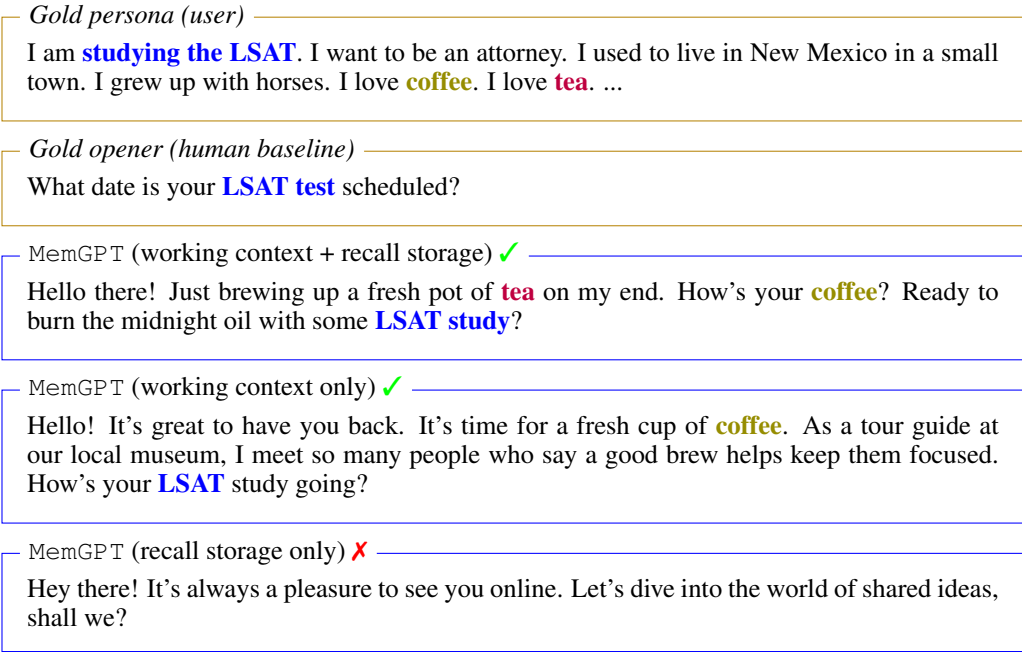 Gold persona (user)
I am studying the LSAT. I want to be an attorney. I used to live in New Mexico in a small
town. I grew up with horses. I love coffee. I love tea. ...
Gold opener (human baseline)
What date is your LSAT test scheduled?
MemGPT (working context + recall storage) ✓
Hello there! Just brewing up a fresh pot of tea on my end. How's your coffee? Ready to
burn the midnight oil with some LSAT study?
MemGPT (working context only) ✓
Hello! It's great to have you back. It's time for a fresh cup of coffee. As a tour guide at
our local museum, I meet so many people who say a good brew helps keep them focused.
How's your LSAT study going?
MemGPT (recall storage only) ✗
Hey there! It's always a pleasure to see you online. Let's dive into the world of shared ideas,
shall we?